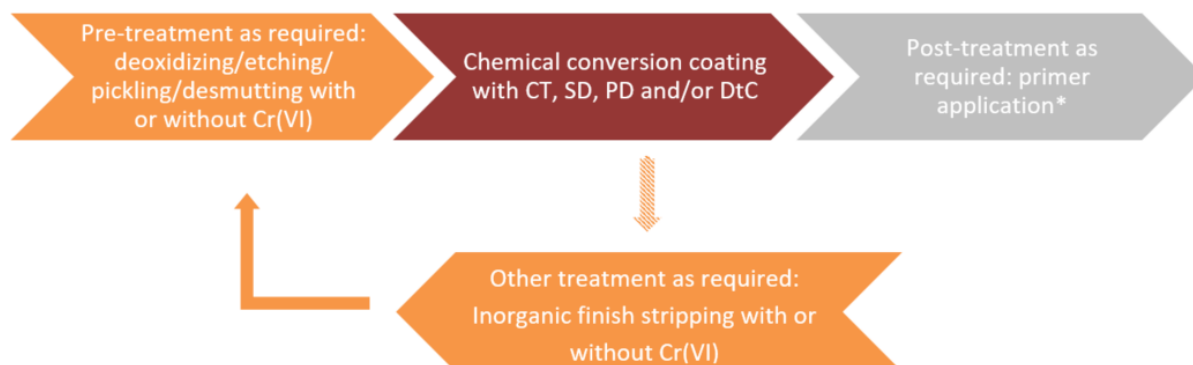 Pre-treatment as required:
deoxidizing/etching/
pickling/desmutting with
or without Cr(VI)
Chemical conversion coating
with CT, SD, PD and/or DtC
Post-treatment as
required: primer
application*
Other treatment as required:
Inorganic finish stripping with or
without Cr(VI)